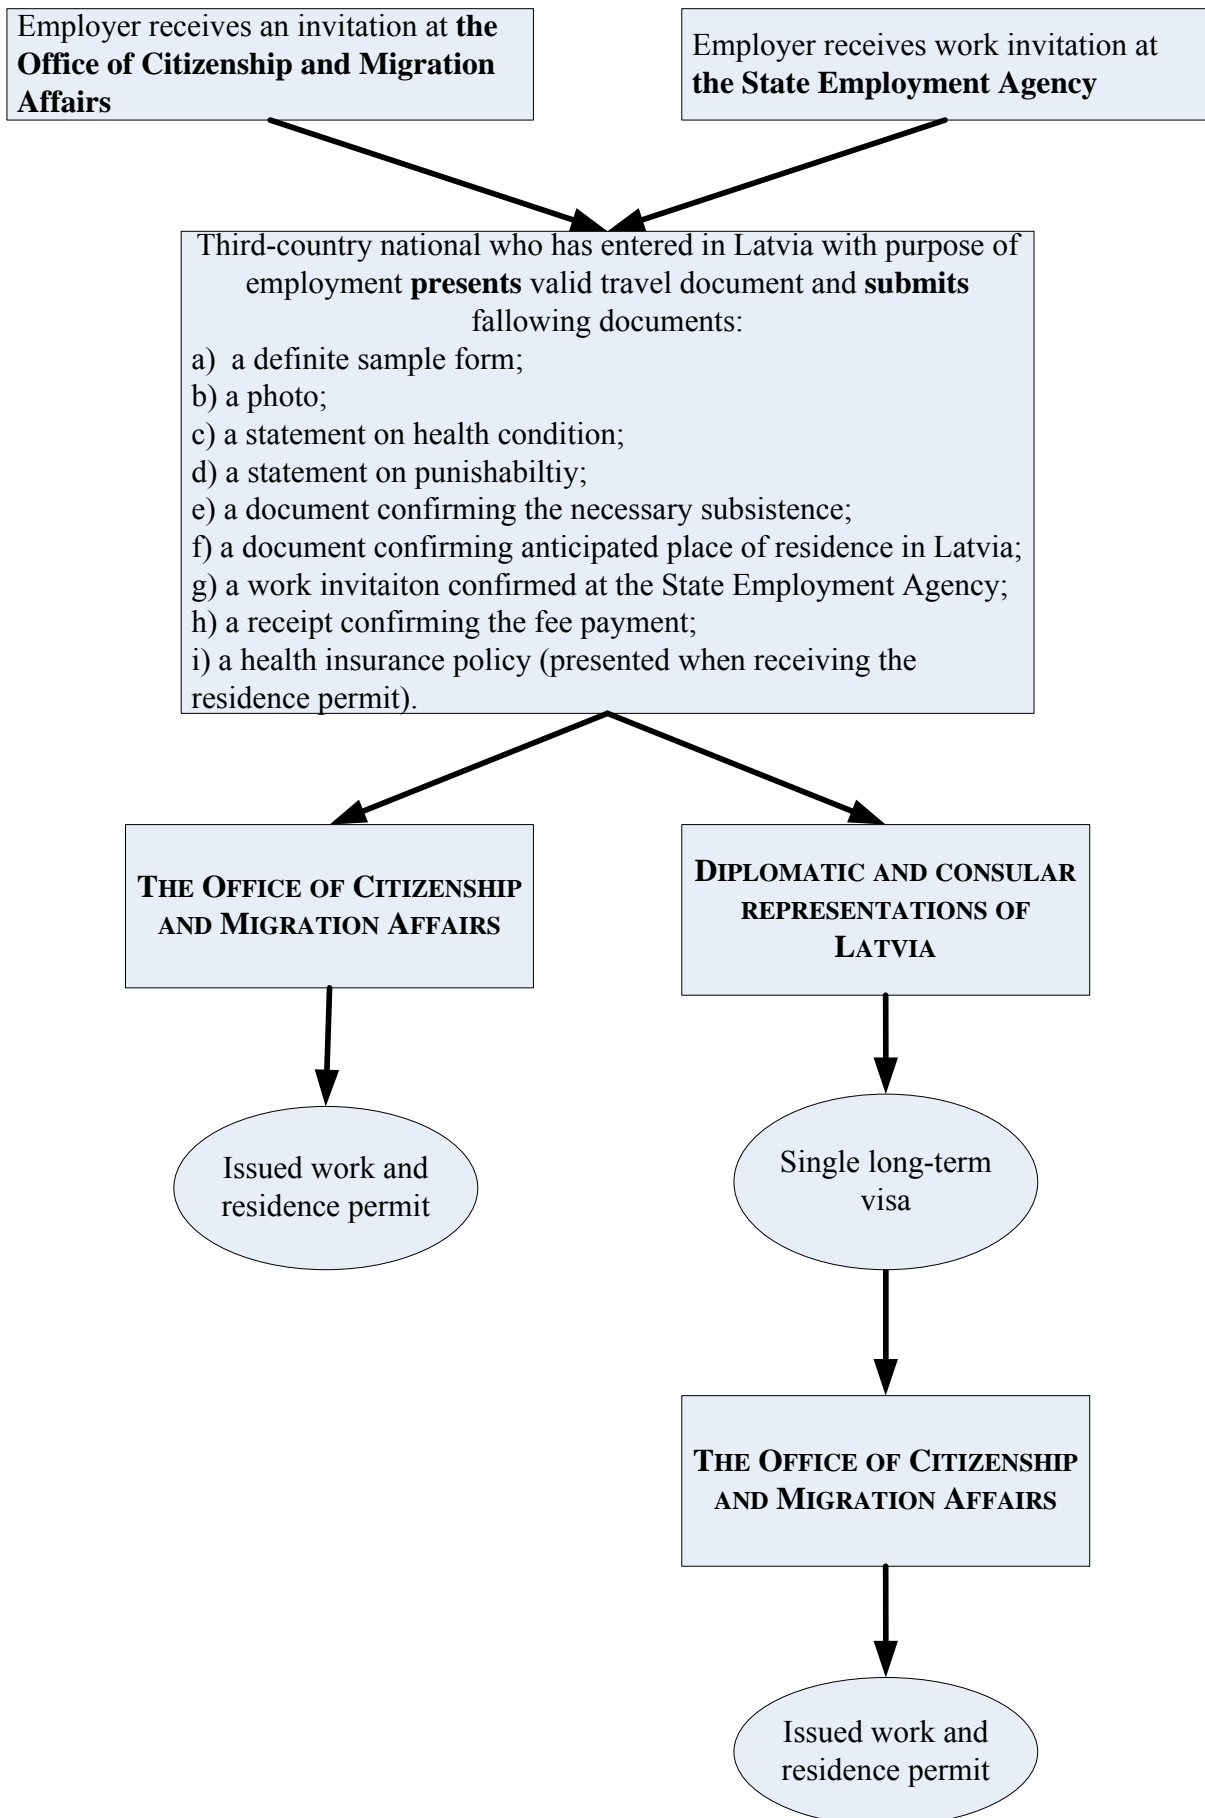 Employer receives an invitation at the
Office of Citizenship and Migration
Affairs
Employer receives work invitation at
the State Employment Agency
Third-country national who has entered in Latvia with purpose of
employment presents valid travel document and submits
fallowing documents:
a) a definite sample form;
b) a photo;
c) a statement on health condition;
d) a statement on punishabiltiy;
e) a document confirming the necessary subsistence;
f) a document confirming anticipated place of residence in Latvia;
g) a work invitaiton confirmed at the State Employment Agency;
h) a receipt confirming the fee payment;
i) a health insurance policy (presented when receiving the
residence permit).
THE OFFICE OF CITIZENSHIP
AND MIGRATION AFFAIRS
DIPLOMATIC AND CONSULAR
REPRESENTATIONS OF
LATVIA
Issued work and
residence permit
Single long-term
visa
THE OFFICE OF CITIZENSHIP
AND MIGRATION AFFAIRS
Issued work and
residence permit